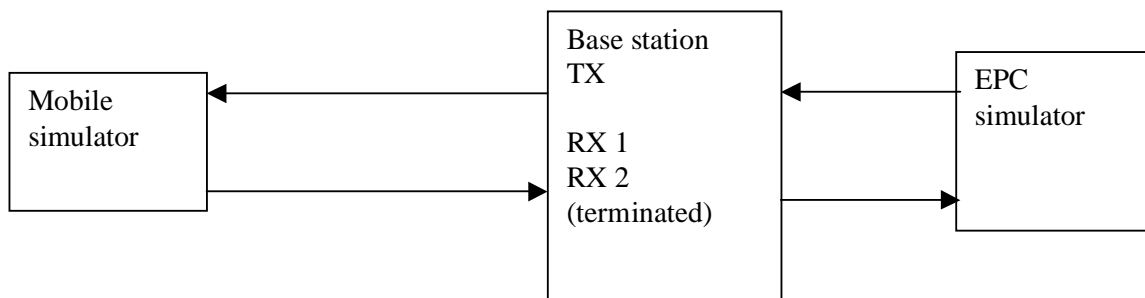 Mobile
simulator
Base station
TX
RX 1
RX 2
(terminated)
EPC
simulator